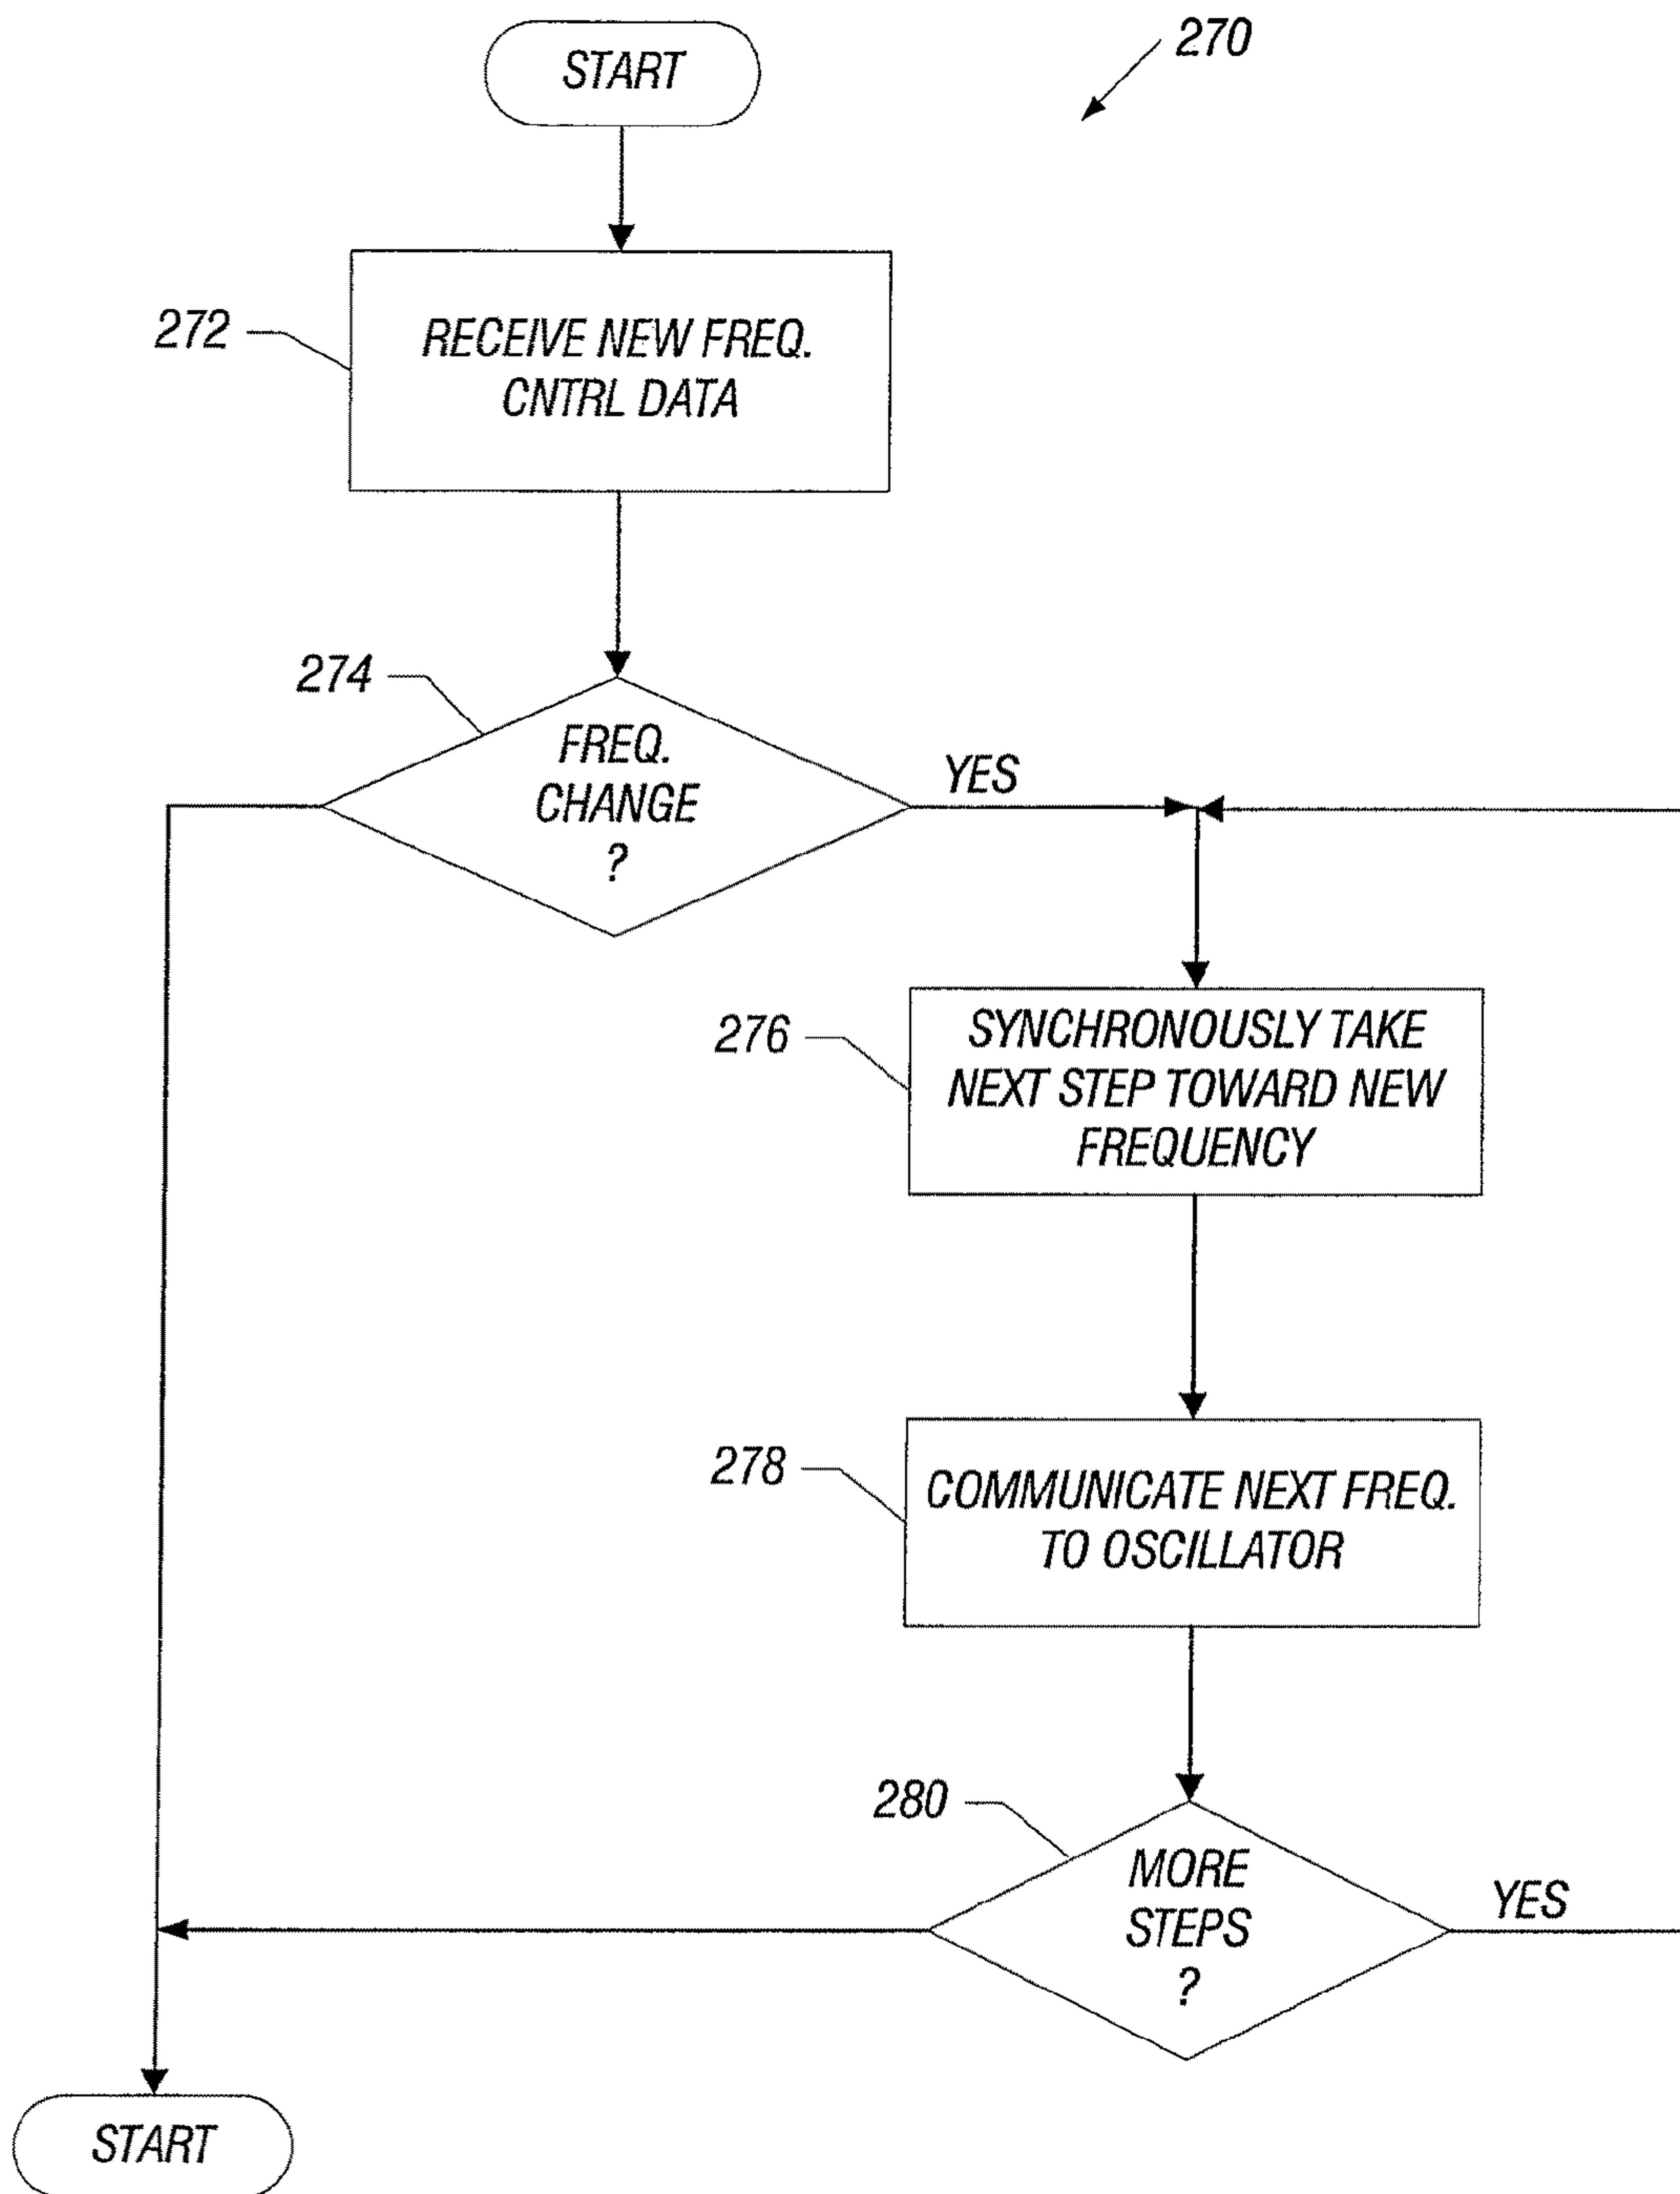 START
270
272
RECEIVE NEW FREQ.
CNTRL DATA
274
FREQ.
CHANGE
?
YES
276
SYNCHRONOUSLY TAKE
NEXT STEP TOWARD NEW
FREQUENCY
278
COMMUNICATE NEXT FREQ.
TO OSCILLATOR
280
MORE
STEPS
?
YES
START